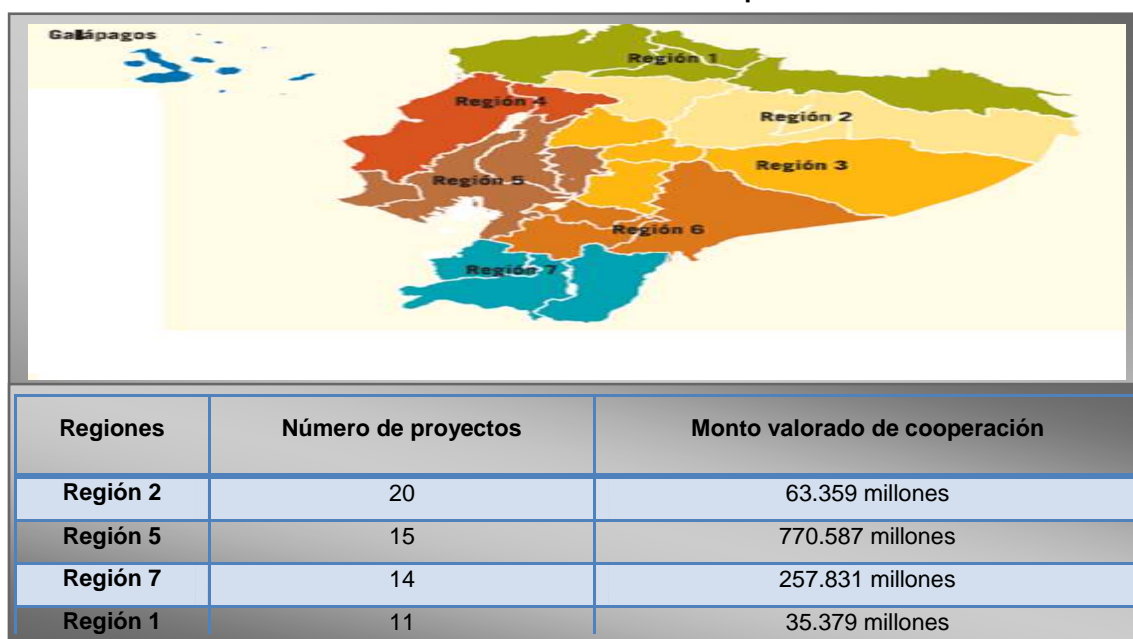 Galápagos
Región 1
Región 4
Región 2
Región 3
Región 5
Región 6
Región 7
Regiones Número de proyectos Monto valorado de cooperación
Región 2 20 63.359 millones
Región 5 15 770.587 millones
Región 7 14 257.831 millones
Región 1 11 35.379 millones